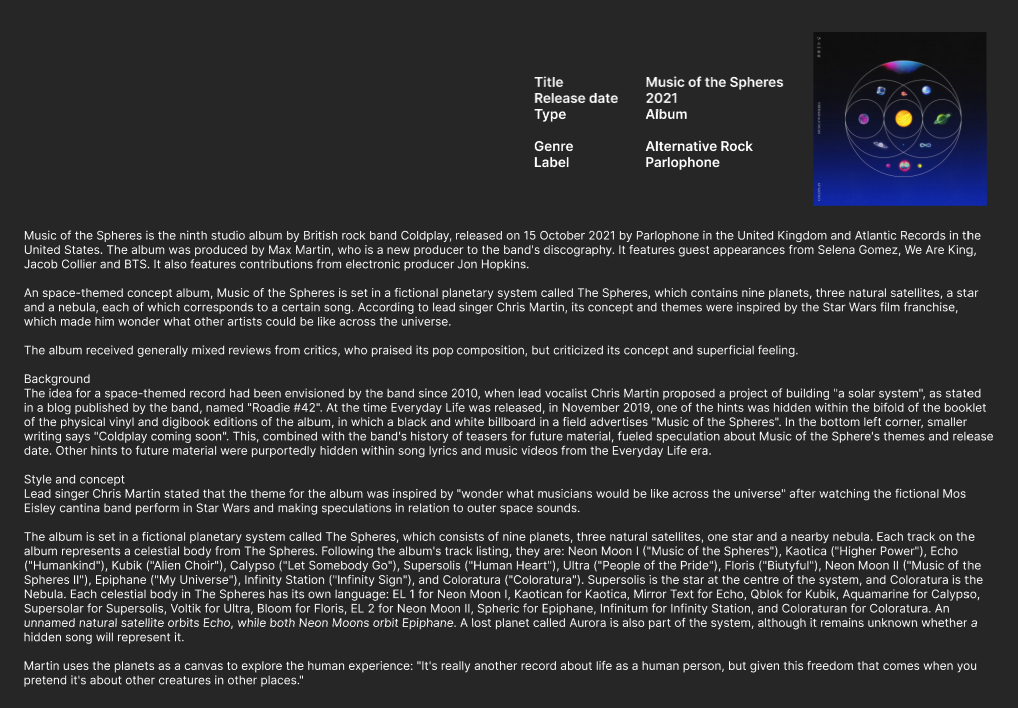 Title Music of the Spheres
Release date 2021
Type Album
Genre Alternative Rock
Label Parlophone
Music of the Spheres is the ninth studio album by British rock band Coldplay, released on 15 October 2021 by Parlophone in the United Kingdom and Atlantic Records in the
United States. The album was produced by Max Martin, who is a new producer to the band's discography. It features guest appearances from Selena Gomez, We Are King,
Jacob Collier and BTS. It also features contributions from electronic producer Jon Hopkins.
An space-themed concept album, Music of the Spheres is set in a fictional planetary system called The Spheres, which contains nine planets, three natural satellites, a star
and a nebula, each of which corresponds to a certain song. According to lead singer Chris Martin, its concept and themes were inspired by the Star Wars film franchise,
which made him wonder what other artists could be like across the universe.
The album received generally mixed reviews from critics, who praised its pop composition, but criticized its concept and superficial feeling.
Background
The idea for a space-themed record had been envisioned by the band since 2010, when lead vocalist Chris Martin proposed a project of building "a solar system", as stated
in a blog published by the band, named "Roadie #42". At the time Everyday Life was released, in November 2019, one of the hints was hidden within the bifold of the booklet
of the physical vinyl and digibook editions of the album, in which a black and white billboard in a field advertises "Music of the Spheres". In the bottom left corner, smaller
writing says "Coldplay coming soon". This, combined with the band's history of teasers for future material, fueled speculation about Music of the Sphere's themes and release
date. Other hints to future material were purportedly hidden within song lyrics and music videos from the Everyday Life era.
Style and concept
Lead singer Chris Martin stated that the theme for the album was inspired by "wonder what musicians would be like across the universe" after watching the fictional Mos
Eisley cantina band perform in Star Wars and making speculations in relation to outer space sounds.
The album is set in a fictional planetary system called The Spheres, which consists of nine planets, three natural satellites, one star and a nearby nebula. Each track on the
album represents a celestial body from The Spheres. Following the album's track listing, they are: Neon Moon I ("Music of the Spheres"), Kaotica ("Higher Power"), Echo
("Humankind"), Kubik ("Alien Choir"), Calypso ("Let Somebody Go"), Supersolis ("Human Heart"), Ultra ("People of the Pride"), Floris ("Biutyful"), Neon Moon II ("Music of the
Spheres II"), Epiphane ("My Universe"), Infinity Station ("Infinity Sign"), and Coloratura ("Coloratura"). Supersolis is the star at the centre of the system, and Coloratura is the
Nebula. Each celestial body in The Spheres has its own language: EL 1 for Neon Moon I, Kaotican for Kaotica, Mirror Text for Echo, Qblok for Kubik, Aquamarine for Calypso,
Supersolar for Supersolis, Voltik for Ultra, Bloom for Floris, EL 2 for Neon Moon II, Spheric for Epiphane, Infinitum for Infinity Station, and Coloraturan for Coloratura. An
unnamed natural satellite orbits Echo, while both Neon Moons orbit Epiphane. A lost planet called Aurora is also part of the system, although it remains unknown whether a
hidden song will represent it.
Martin uses the planets as a canvas to explore the human experience: "It's really another record about life as a human person, but given this freedom that comes when you
pretend it's about other creatures in other places."